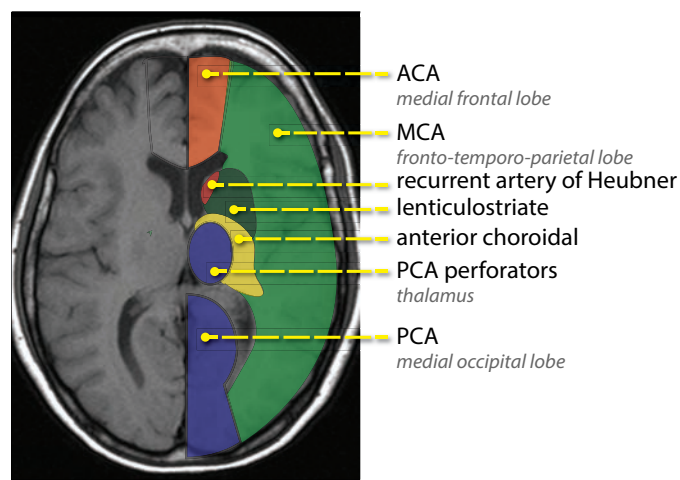 ACA
medial frontal lobe
MCA
fronto-temporo-parietal lobe
recurrent artery of Heubner
lenticulostriate
anterior choroidal
PCA perforators
thalamus
PCA
medial occipital lobe